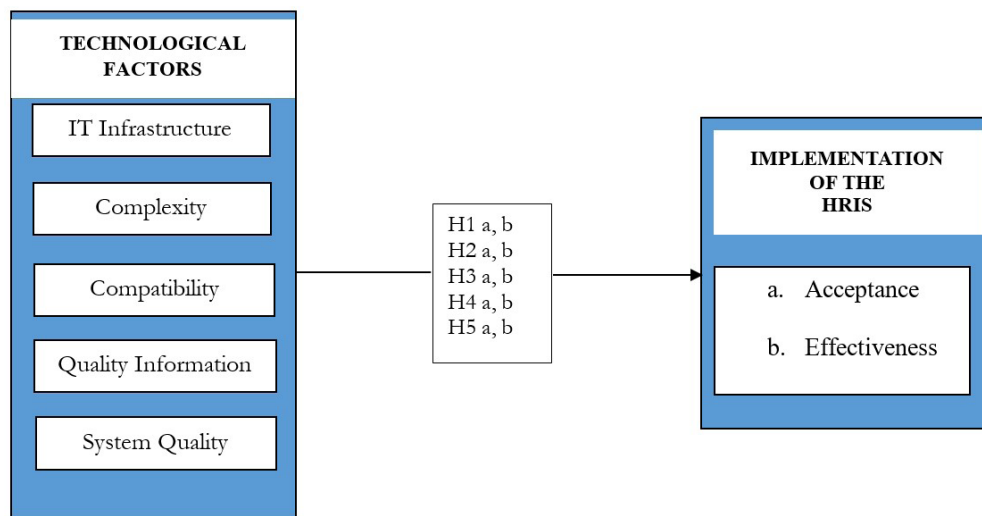 TECHNOLOGICAL
FACTORS
IT Infrastructure
Complexity
Compatibility
Quality Information
System Quality
H1 a, b
H2 a, b
H3 a, b
H4 a, b
H5 a, b
IMPLEMENTATION
OF THE
HRIS
a. Acceptance
b. Effectiveness